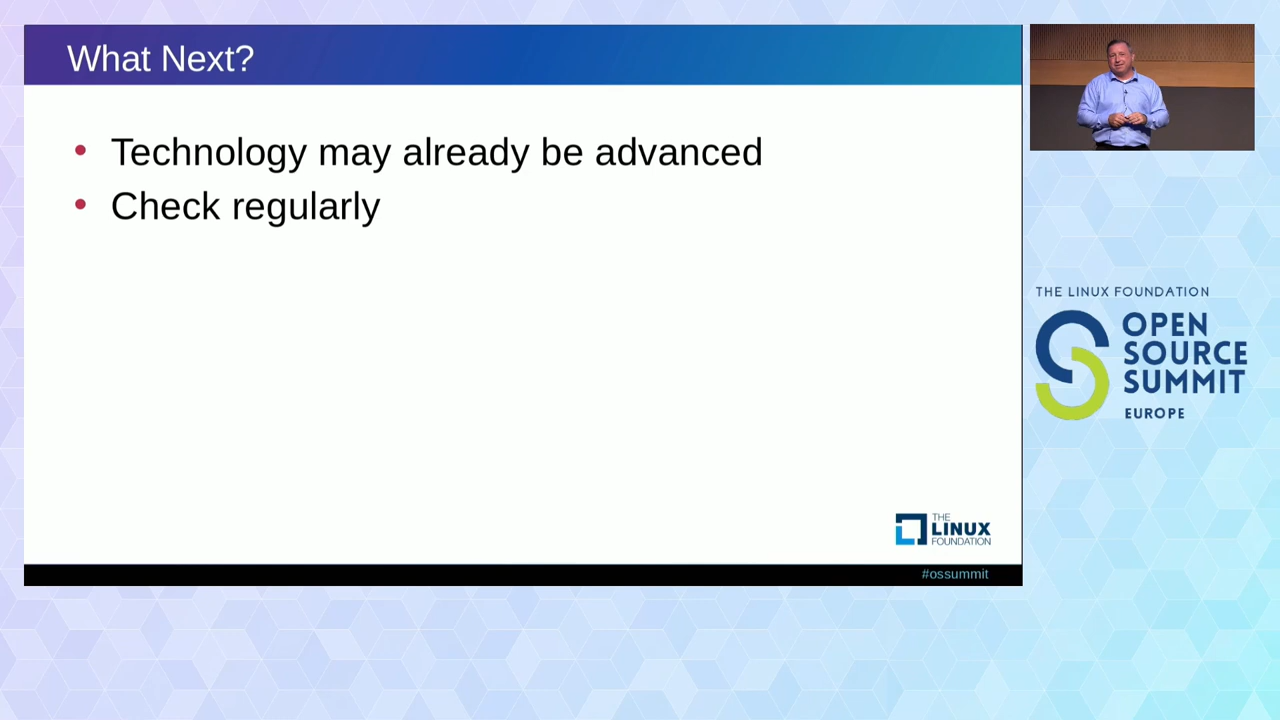 What Next?
• Technology may already be advanced
• Check regularly
THE
LINUX
FOUNDATION
#ossummit
THE LINUX FOUNDATION
OPEN
SOURCE
SUMMIT
EUROPE